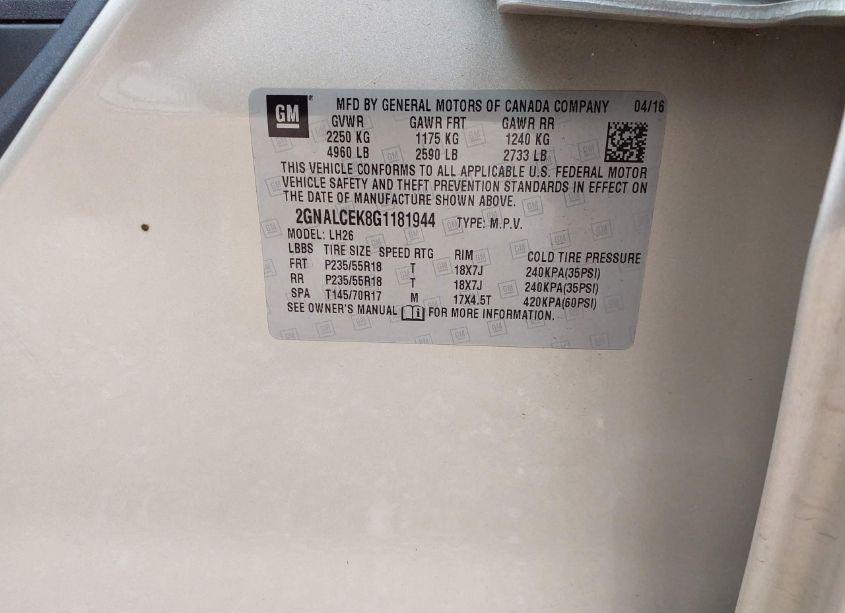 GM ® MFD BY GENERAL MOTORS OF CANADA COMPANY 04/16
GVWR GAWR FRT GAWR RR
2250 KG 1175 KG 1240 KG
4960 LB 2590 LB 2733 LB
THIS VEHICLE CONFORMS TO ALL APPLICABLE U.S. FEDERAL MOTOR
VEHICLE SAFETY AND THEFT PREVENTION STANDARDS IN EFFECT ON
THE DATE OF MANUFACTURE SHOWN ABOVE.
2GNALCEK8G1181944 TYPE: M.P.V.
MODEL: LH26
LBBS TIRE SIZE SPEED RTG RIM COLD TIRE PRESSURE
FRT P235/55R18 T 18X7J 240KPA(35PSI)
RR P235/55R18 T 18X7J 240KPA(35PSI)
SPA T145/70R17 M 17X4.5T 420KPA(60PSI)
SEE OWNER'S MANUAL FOR MORE INFORMATION.